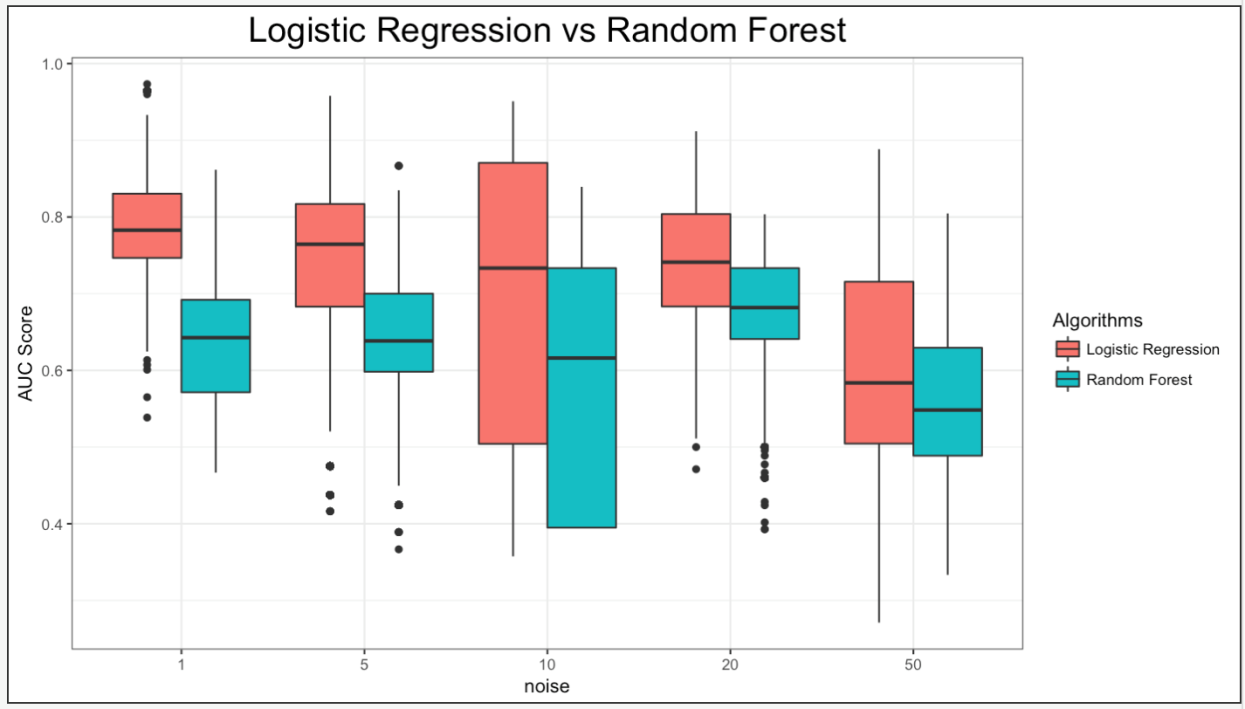 Logistic Regression vs Random Forest
1.0
0.8
0.6
0.4
AUC Score
1 5 10 20 50
noise
Algorithms
Logistic Regression
Random Forest